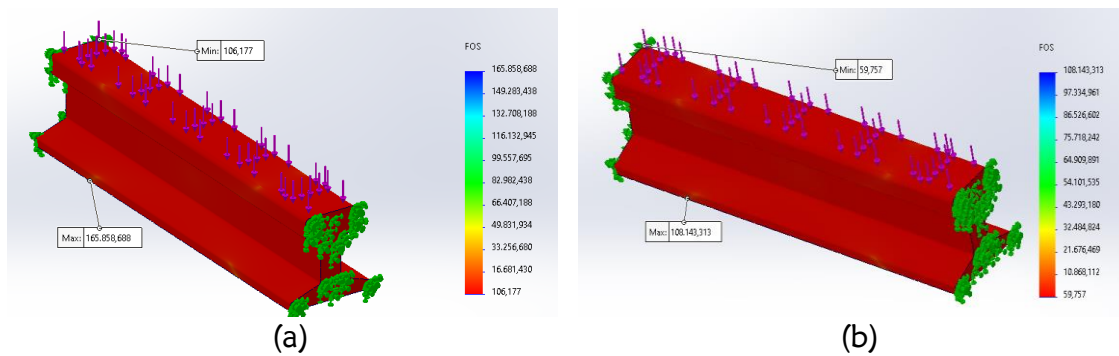 FOS
Min: 106,177
165.858,688
149.283,438
132.708,188
116.132,945
99.557,695
82.982,438
66.407,188
49.831,934
33.256,680
16.681,430
106,177
Max: 165.858,688
(a)
FOS
Min: 59,757
108.143,313
97.334,961
86.526,602
75.718,242
64.909,891
54.101,535
43.293,180
32.484,824
21.676,469
10.868,112
59,757
Max: 108.143,313
(b)